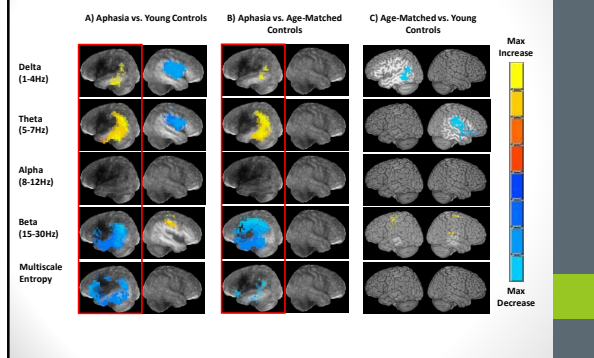 A) Aphasia vs. Young Controls
B) Aphasia vs. Age-Matched
Controls
C) Age-Matched vs. Young
Controls
Max
Increase
Delta
(1-4Hz)
Theta
(5-7Hz)
Alpha
(8-12Hz)
Beta
(15-30Hz)
Multiscale
Entropy
Max
Decrease